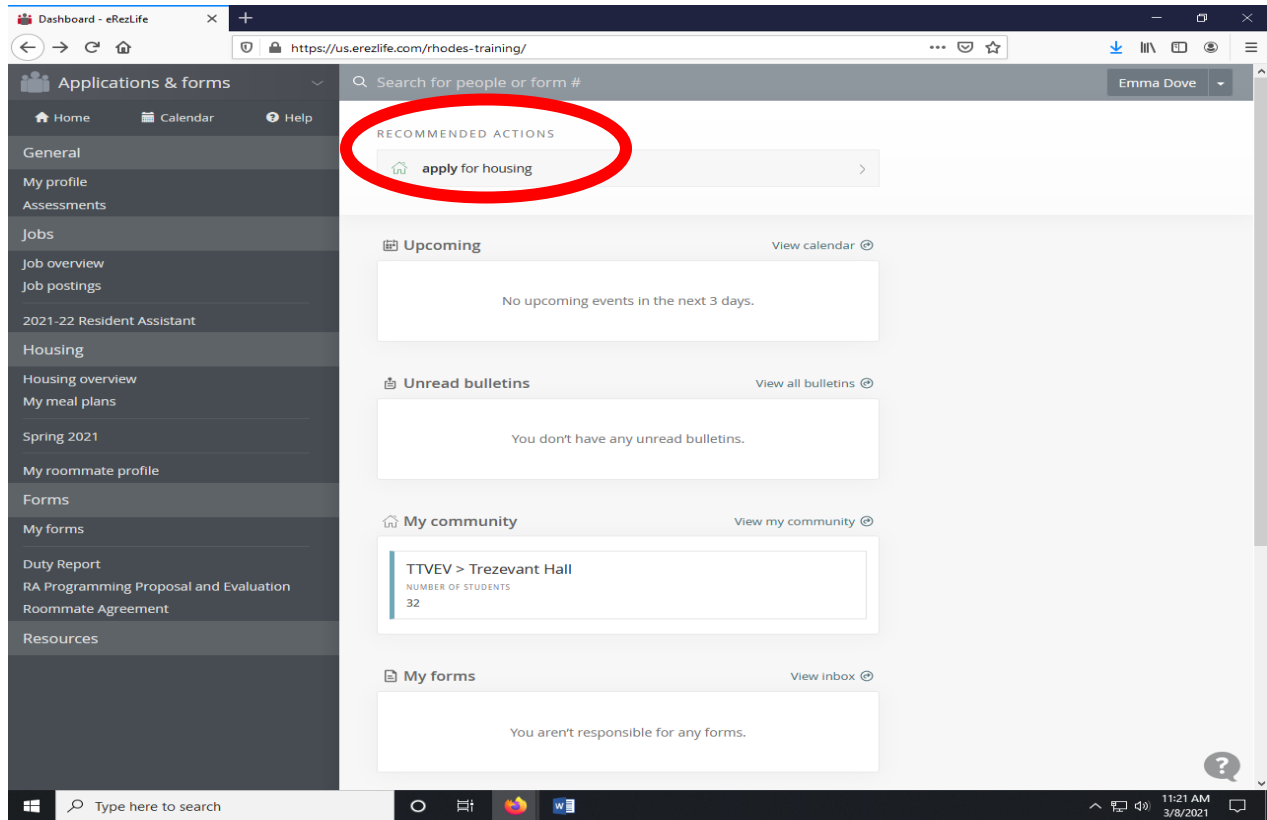 Dashboard - eRezLife
https://us.erezlife.com/rhodes-training/
Applications & forms
Search for people or form #
Emma Dove
Home Calendar Help
General
My profile
Assessments
Jobs
Job overview
Job postings
2021-22 Resident Assistant
Housing
Housing overview
My meal plans
Spring 2021
My roommate profile
Forms
My forms
Duty Report
RA Programming Proposal and Evaluation
Roommate Agreement
Resources
RECOMMENDED ACTIONS
apply for housing
Upcoming View calendar
No upcoming events in the next 3 days.
Unread bulletins View all bulletins
You don't have any unread bulletins.
My community View my community
TTVEV > Trezevant Hall
NUMBER OF STUDENTS
32
My forms View inbox
You aren't responsible for any forms.
?
Type here to search
11:21 AM
3/8/2021